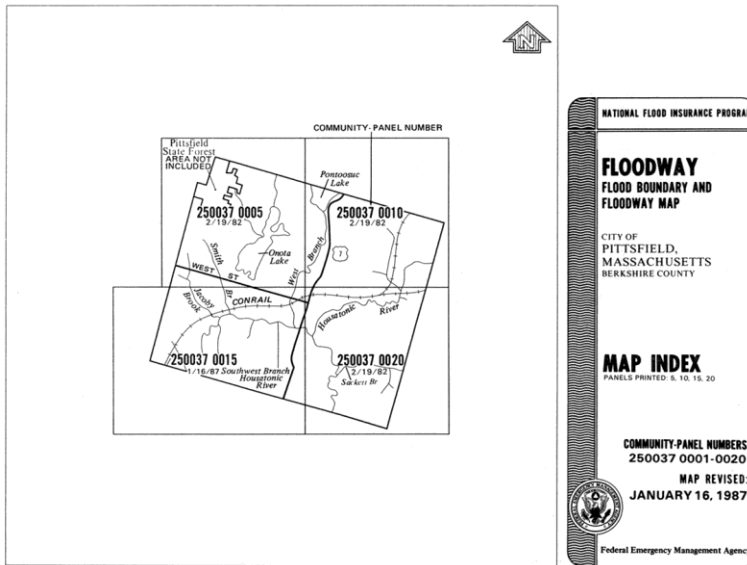 N
COMMUNITY-PANEL NUMBER
Pittsfield
State Forest
AREA NOT
INCLUDED
Pontoosuc
Lake
250037 0005
2/19/82
250037 0010
2/19/82
Smith
Br
Onota
Lake
West Branch
1
WEST ST
CONRAIL
Jacoby
Brook
Housatonic River
250037 0015
1/16/87
Southwest Branch
Housatonic
River
250037 0020
2/19/82
Sackett Br
NATIONAL FLOOD INSURANCE PROGRA
FLOODWAY
FLOOD BOUNDARY AND
FLOODWAY MAP
CITY OF
PITTSFIELD,
MASSACHUSETTS
BERKSHIRE COUNTY
MAP INDEX
PANELS PRINTED: 5, 10, 15, 20
COMMUNITY-PANEL NUMBERS
250037 0001-0020
MAP REVISED:
JANUARY 16, 1987
Federal Emergency Management Agenc